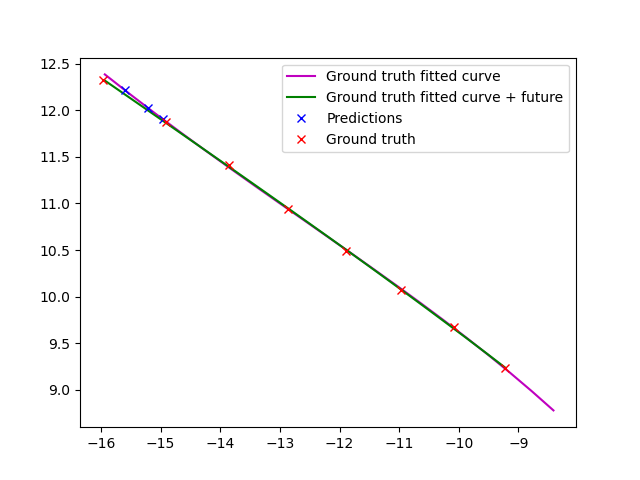 12.5
12.0
11.5
11.0
10.5
10.0
9.5
9.0
Ground truth fitted curve
Ground truth fitted curve + future
Predictions
Ground truth
−16 −15 −14 −13 −12 −11 −10 −9